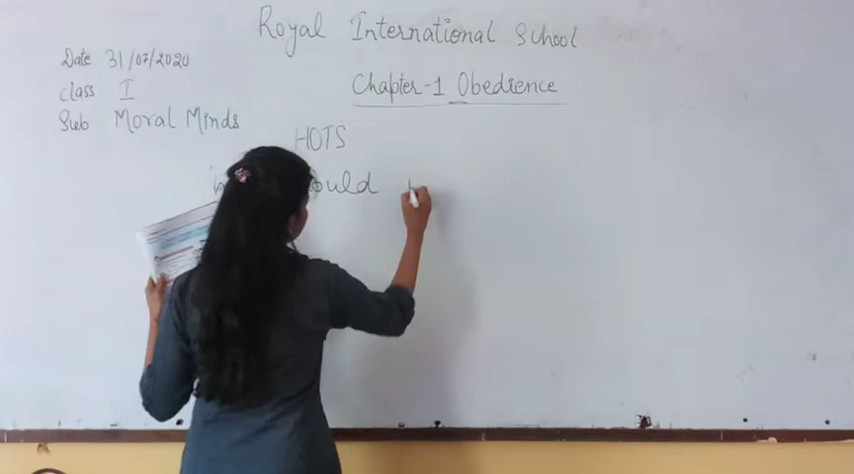 Royal International School
Date 31/07/2020
Chapter-1 Obedience
class I
Sub Moral Minds
HOTS
ould